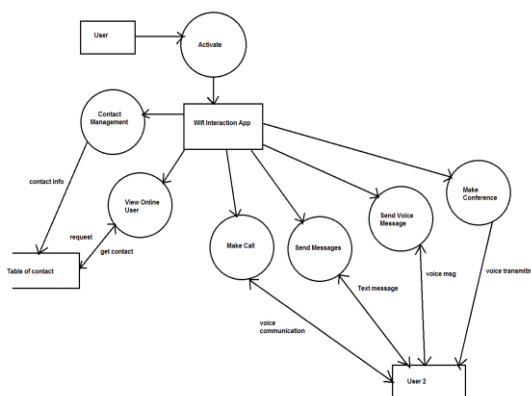 User
Activate
Contact
Management
Wifi Interaction App
contact info
View Online
User
Make
Conference
Send Voice
Message
request
get contact
Make Call
Send Messages
Table of contact
voice msg
voice transmitin
Text message
voice
communication
User 2